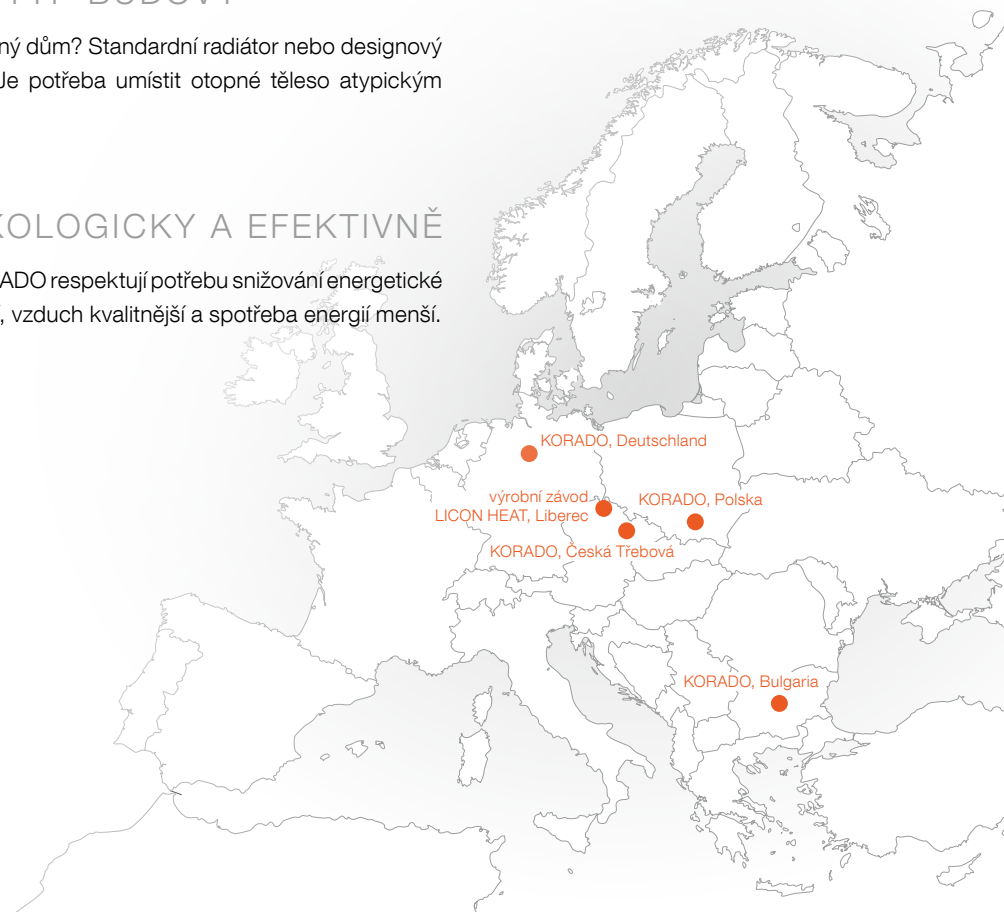 BUDOVY
ný dům? Standardní radiátor nebo designový
Je potřeba umístit otopné těleso atypickým
KOLOGICKY A EFEKTIVNĚ
ADO respektují potřebu snižování energetické
, vzduch kvalitnější a spotřeba energií menší.
KORADO, Deutschland
výrobní závod
LICON HEAT, Liberec
KORADO, Polska
KORADO, Česká Třebová
KORADO, Bulgaria